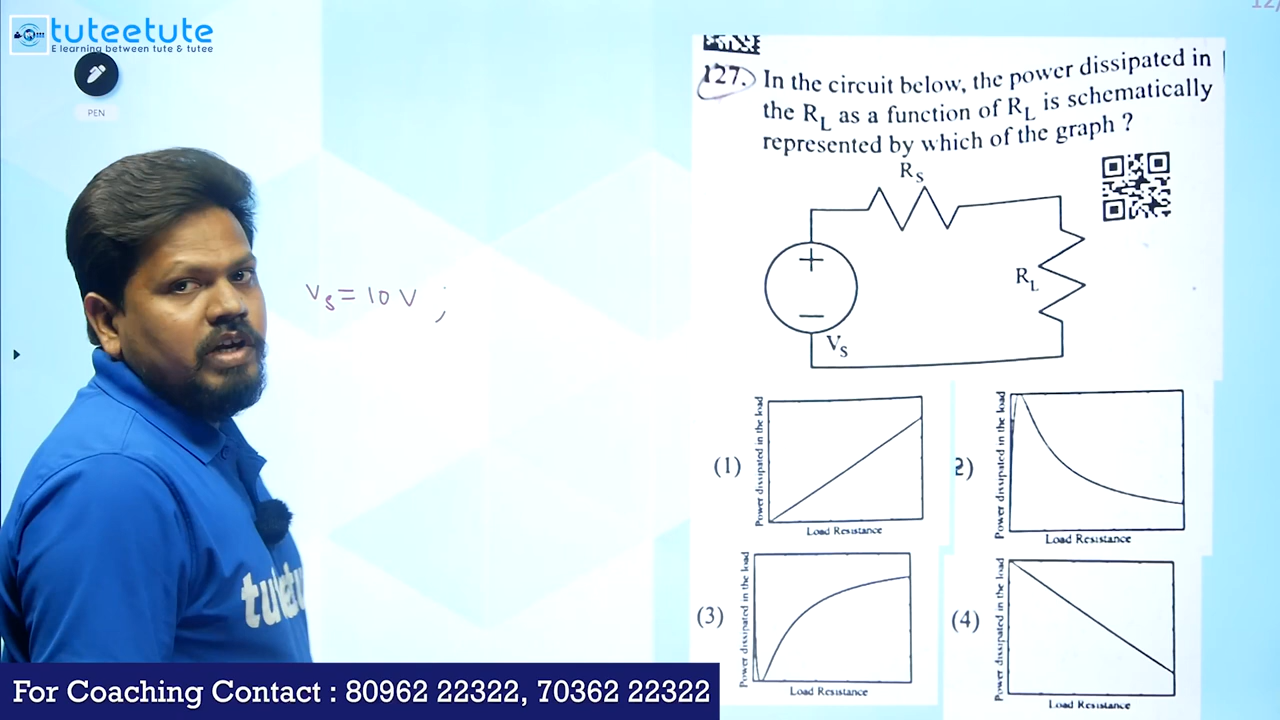 12/
tuteetute
E learning between tute & tutee
PEN
127. In the circuit below, the power dissipated in
the RL as a function of RL is schematically
represented by which of the graph ?
RS
+
RL
VS
Vs = 10 V ;
(1)
Power dissipated in the load
Load Resistance
2)
Power dissipated in the load
Load Resistance
(3)
Power dissipated in the load
Load Resistance
(4)
Power dissipated in the load
Load Resistance
For Coaching Contact : 80962 22322, 70362 22322